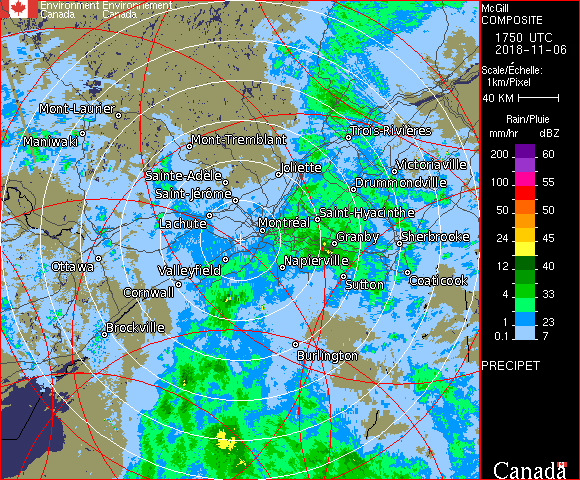 Environment Environnement
Canada Canada
McGill
COMPOSITE
1750 UTC
2018-11-06
Scale/Échelle:
1km/Pixel
40 KM
Rain/Pluie
mm/hr dBZ
200 60
100 55
50 50
24 45
12 40
4 33
1 23
0.1 7
PRECIPET
Mont-Laurier
Maniwaki
Mont-Tremblant
Trois-Rivières
Joliette
Victoriaville
Sainte-Adèle
Drummondville
Saint-Jérôme
Lachute
Saint-Hyacinthe
Montréal
Granby
Sherbrooke
Ottawa
Valleyfield
Napierville
Coaticook
Cornwall
Sutton
Brockville
Burlington
Canada